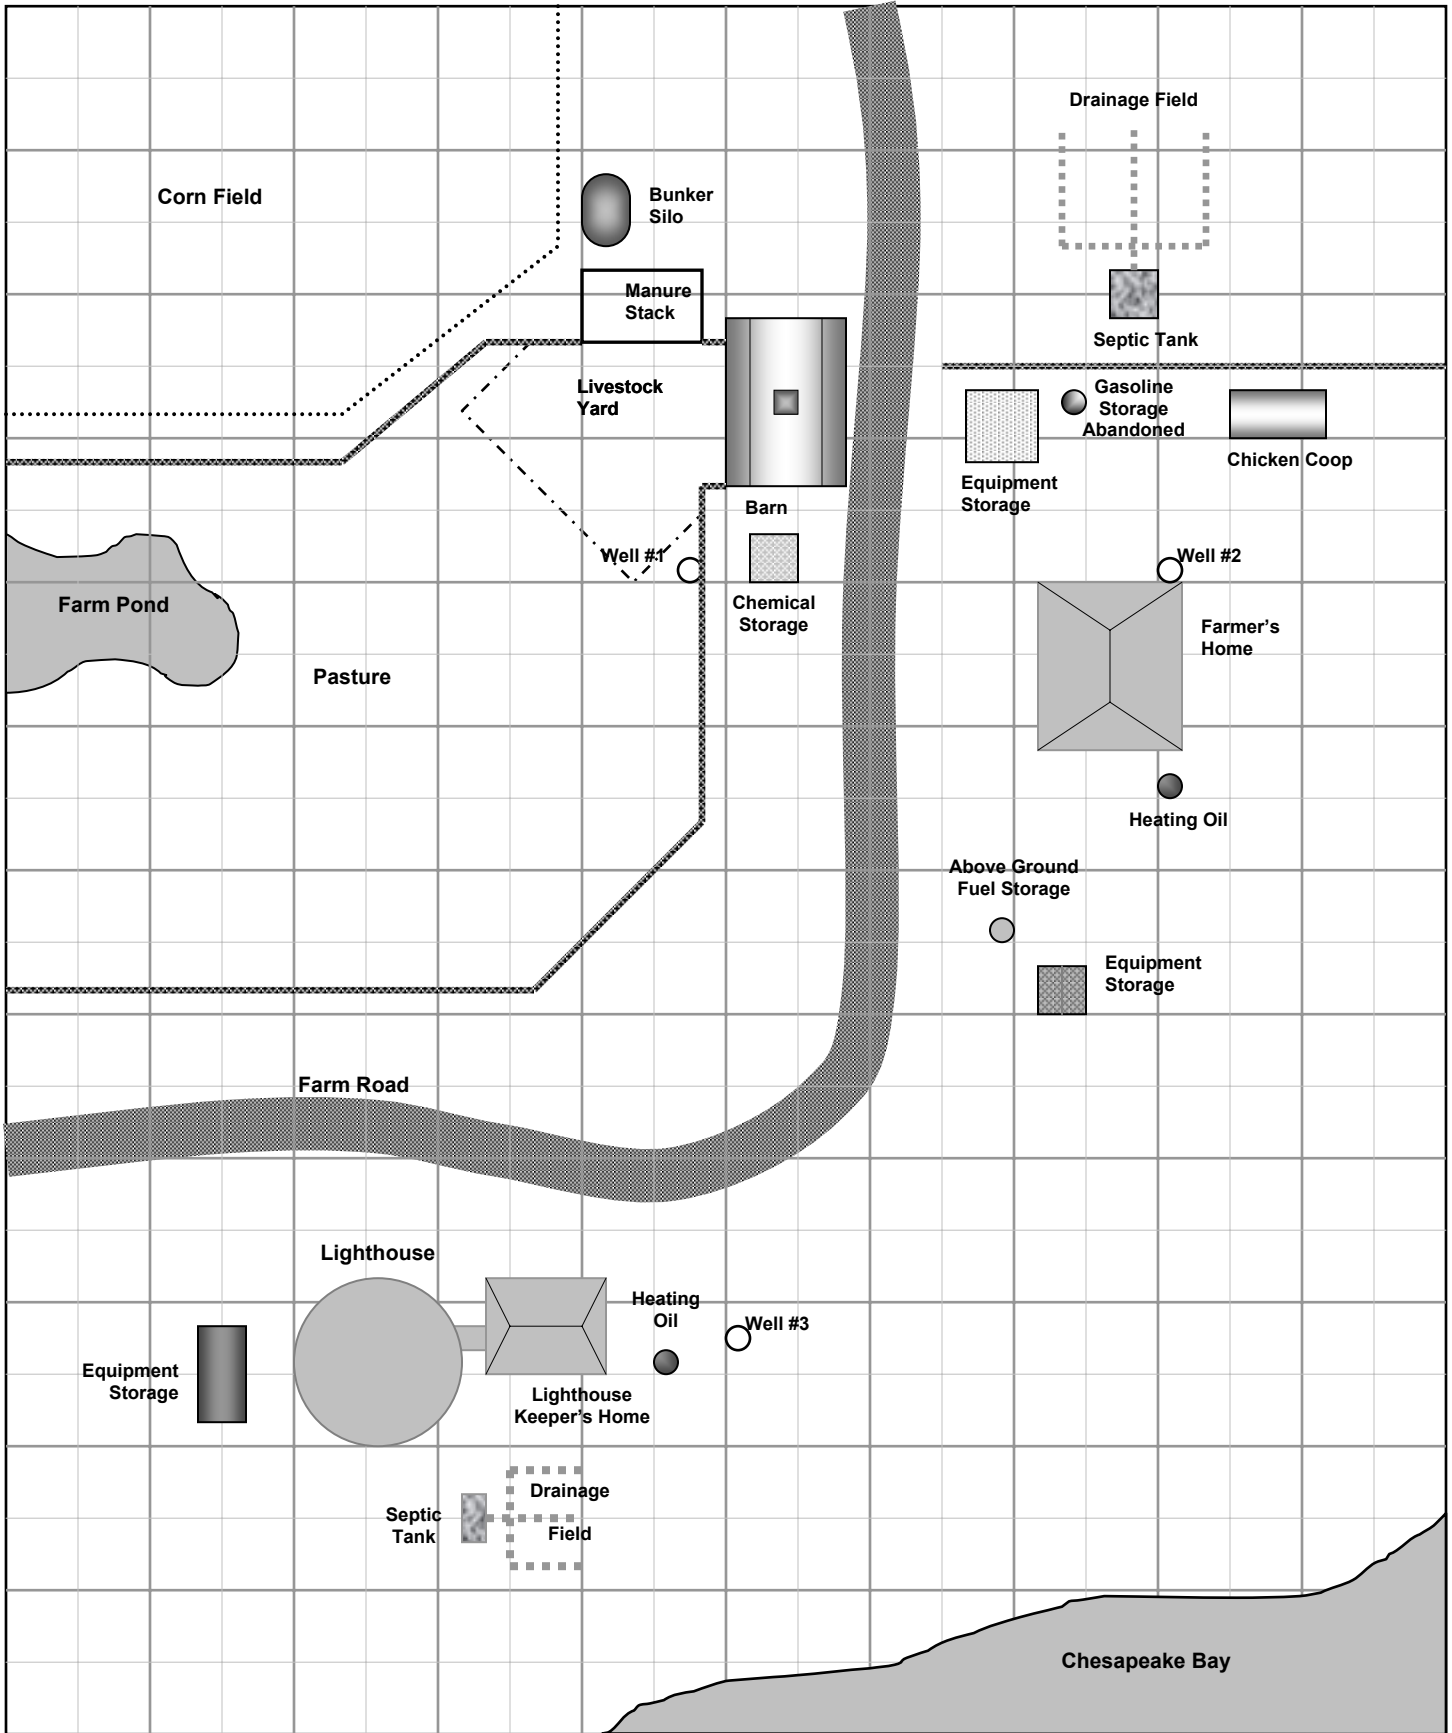 Drainage Field
Corn Field
Bunker
Silo
Manure
Stack
Septic Tank
Livestock
Yard
Gasoline
Storage
Abandoned
Chicken Coop
Equipment
Storage
Barn
Well #1
Well #2
Farm Pond
Chemical
Storage
Farmer's
Home
Pasture
Heating Oil
Above Ground
Fuel Storage
Equipment
Storage
Farm Road
Lighthouse
Heating
Oil
Well #3
Equipment
Storage
Lighthouse
Keeper's Home
Drainage
Field
Septic
Tank
Chesapeake Bay